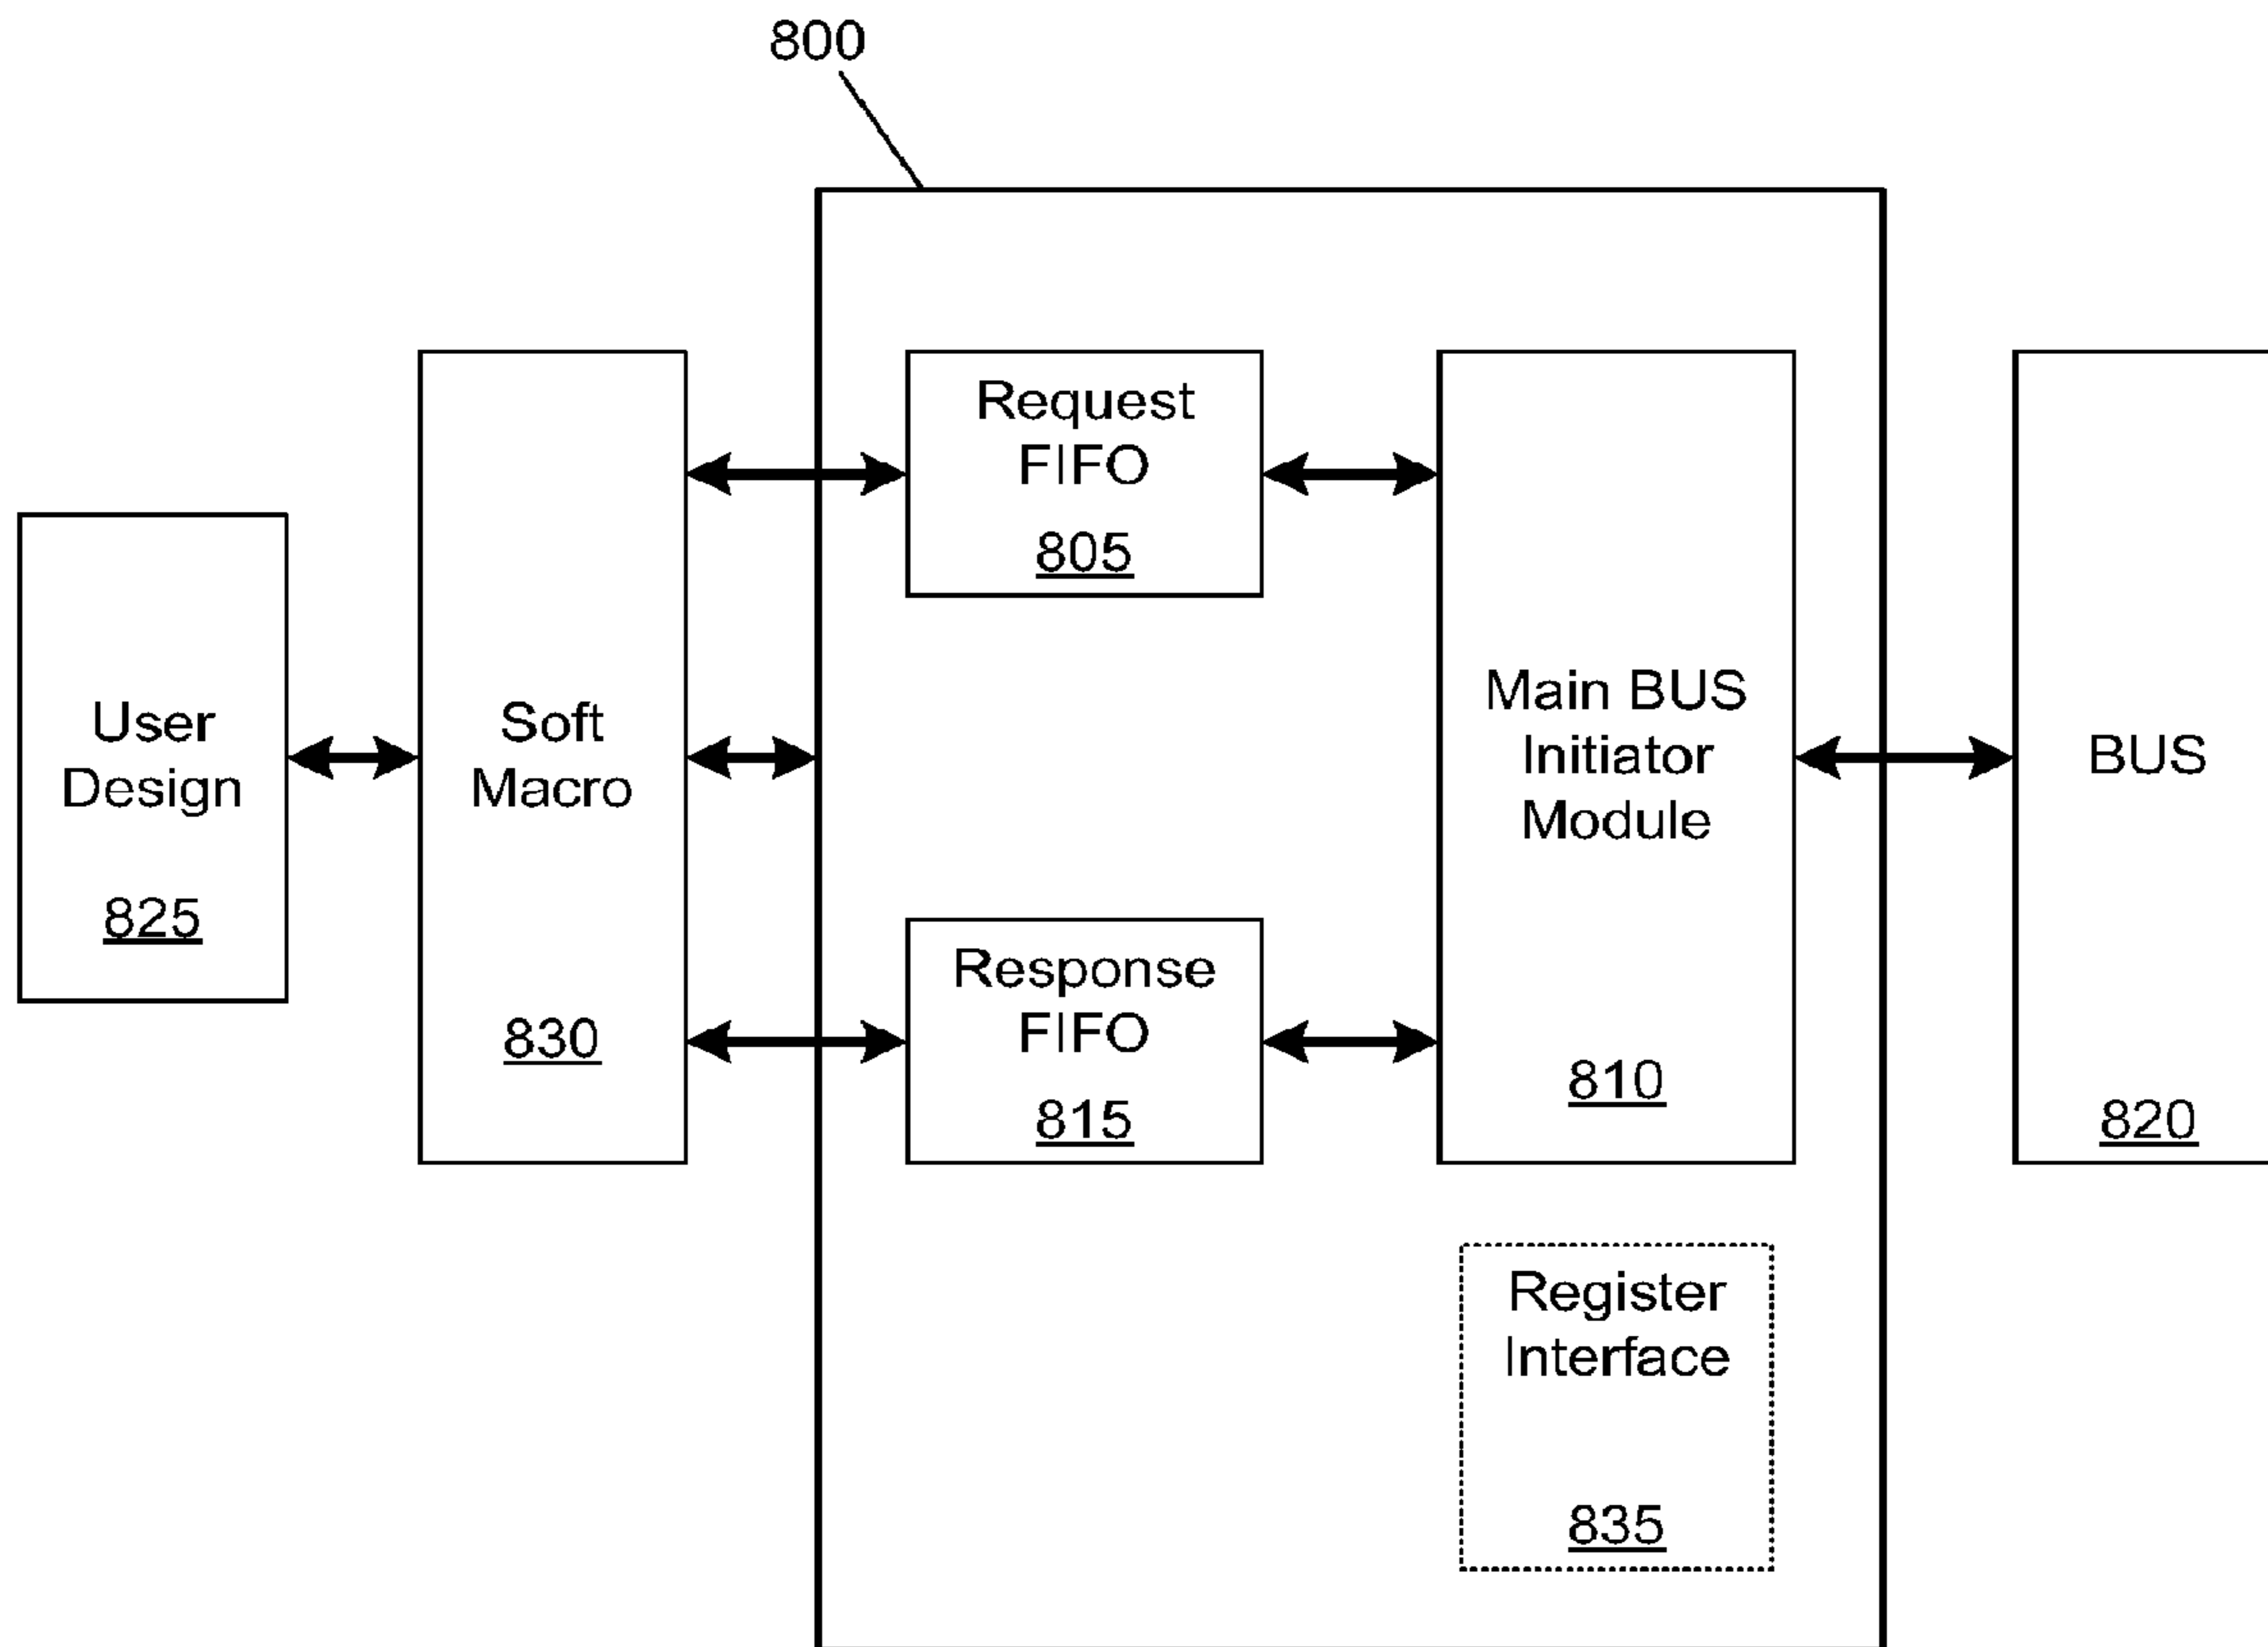 800
Request
FIFO
805
User
Design
825
Soft
Macro
830
Main BUS
Initiator
Module
810
BUS
820
Response
FIFO
815
Register
Interface
835